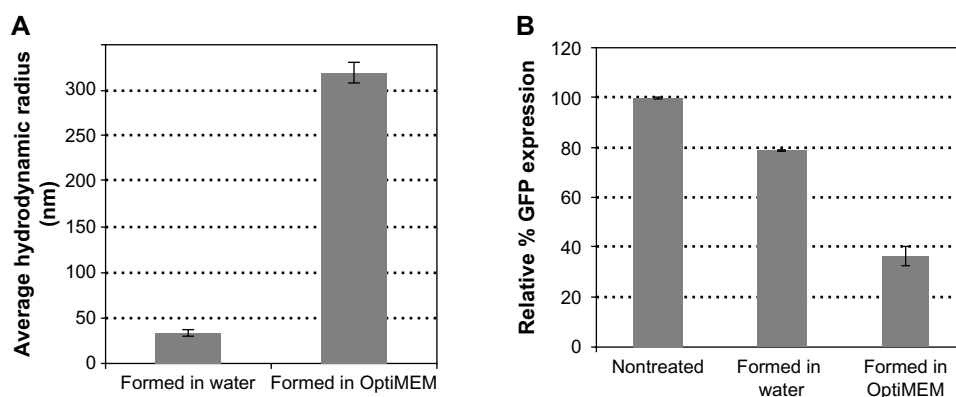 A
Average hydrodynamic radius
(nm)
300
250
200
150
100
50
0
Formed in water
Formed in OptiMEM
B
Relative % GFP expression
120
100
80
60
40
20
0
Nontreated
Formed in
water
Formed in
OptiMEM